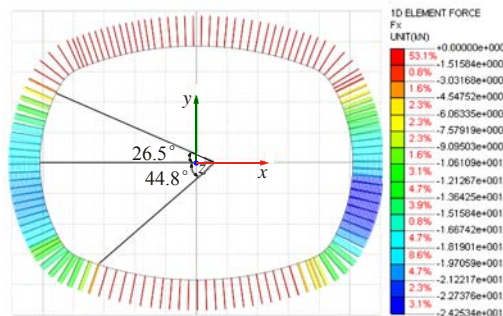 1D ELEMENT FORCE
Fx
UNIT(kN)
+0.00000e+000
53.1%
-1.51584e+000
0.8%
-3.03168e+000
1.6%
-4.54752e+000
2.3%
-6.06335e+000
2.3%
-7.57919e+000
2.3%
-9.09503e+000
1.6%
-1.06109e+001
3.1%
-1.21267e+001
4.7%
-1.36425e+001
3.9%
-1.51584e+001
0.8%
-1.66742e+001
4.7%
-1.81901e+001
8.6%
-1.97059e+001
4.7%
-2.12217e+001
2.3%
-2.27376e+001
3.1%
-2.42534e+001
y
26.5°
44.8°
z
x